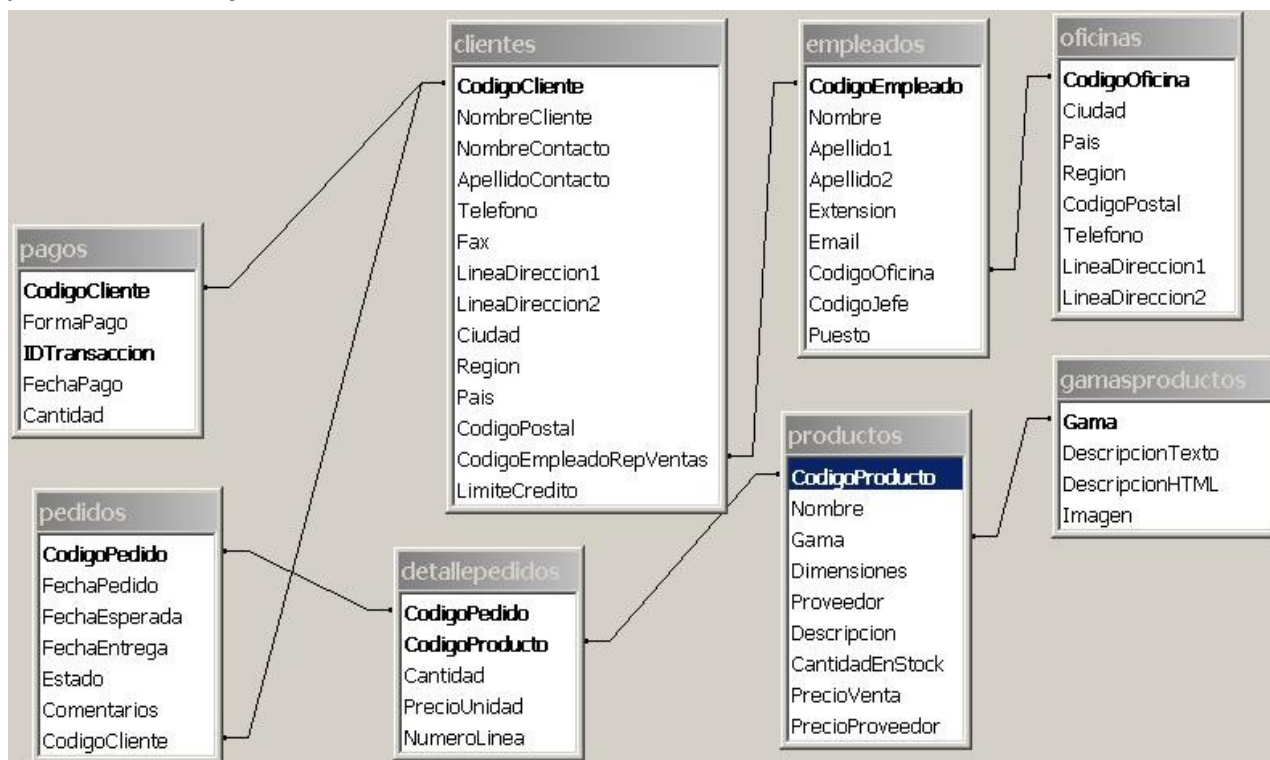 clientes
CodigoCliente
NombreCliente
NombreContacto
ApellidoContacto
Telefono
Fax
LineaDireccion1
LineaDireccion2
Ciudad
Region
Pais
CodigoPostal
CodigoEmpleadoRepVentas
LimiteCredito
empleados
CodigoEmpleado
Nombre
Apellido1
Apellido2
Extension
Email
CodigoOficina
CodigoJefe
Puesto
oficinas
CodigoOficina
Ciudad
Pais
Region
CodigoPostal
Telefono
LineaDireccion1
LineaDireccion2
pagos
CodigoCliente
FormaPago
IDTransaccion
FechaPago
Cantidad
gamasproductos
Gama
DescripcionTexto
DescripcionHTML
Imagen
productos
CodigoProducto
Nombre
Gama
Dimensiones
Proveedor
Descripcion
CantidadEnStock
PrecioVenta
PrecioProveedor
pedidos
CodigoPedido
FechaPedido
FechaEsperada
FechaEntrega
Estado
Comentarios
CodigoCliente
detallepedidos
CodigoPedido
CodigoProducto
Cantidad
PrecioUnidad
NumeroLinea